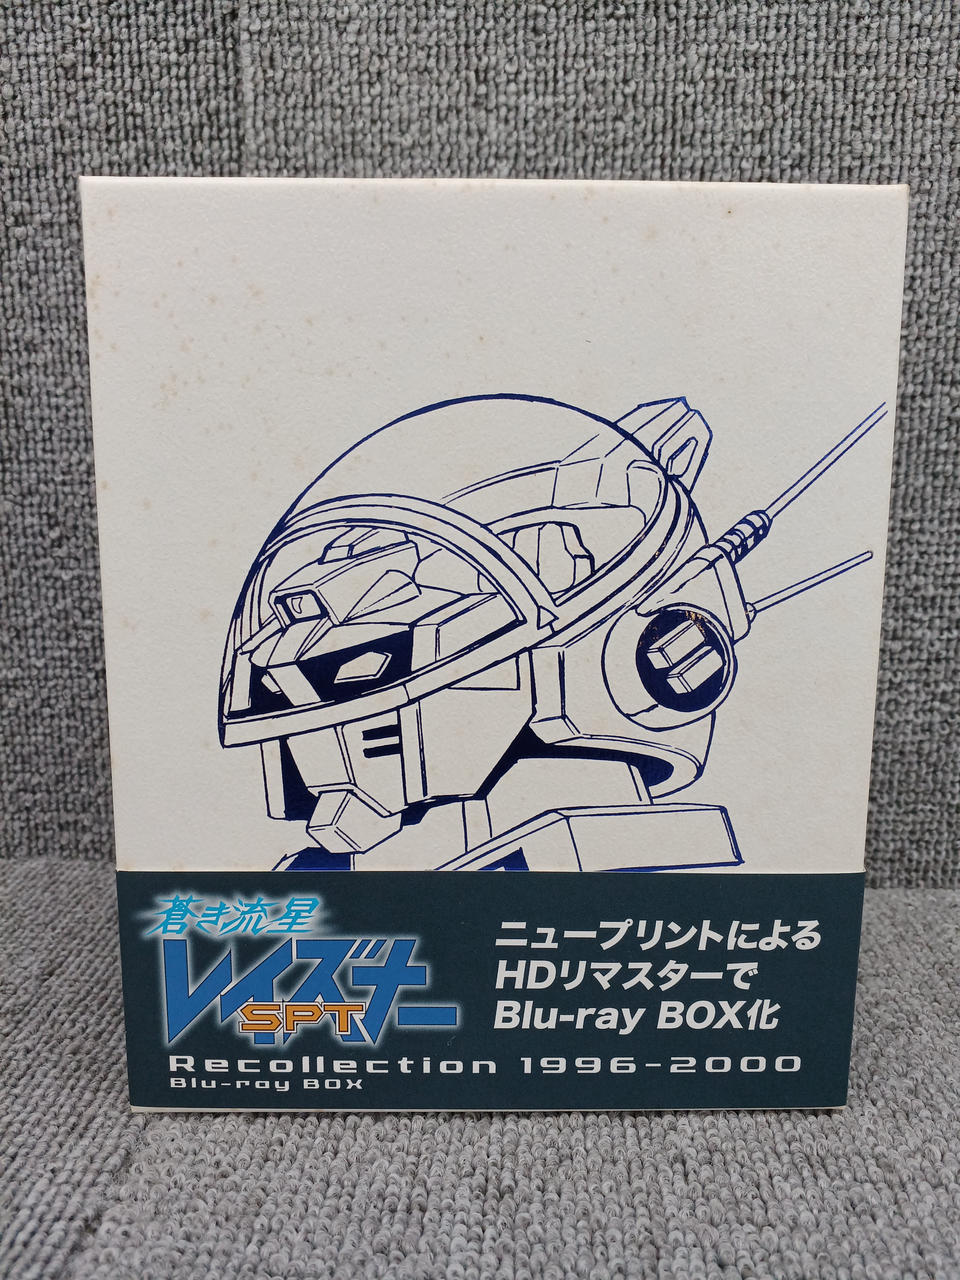 蒼き流星
レイズナー
SPT
ニュープリントによる
HDリマスターで
Blu-ray BOX化
Recollection 1996-2000
Blu-ray BOX